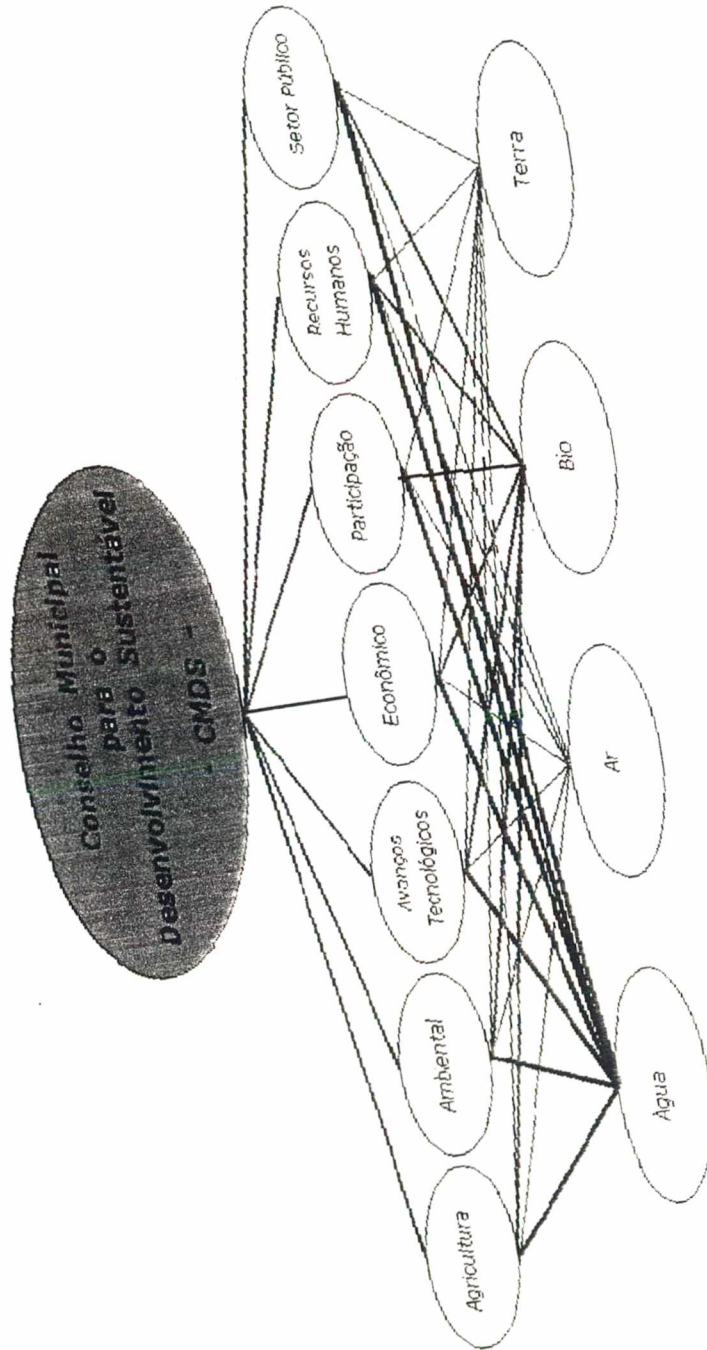 Conselho Municipal
para o
Desenvolvimento Sustentável
- CMDS -
Agricultura
Ambiental
Avanços
Tecnológicos
Econômico
Participação
Recursos
Humanos
Setor Público
Água
Ar
Bio
Terra